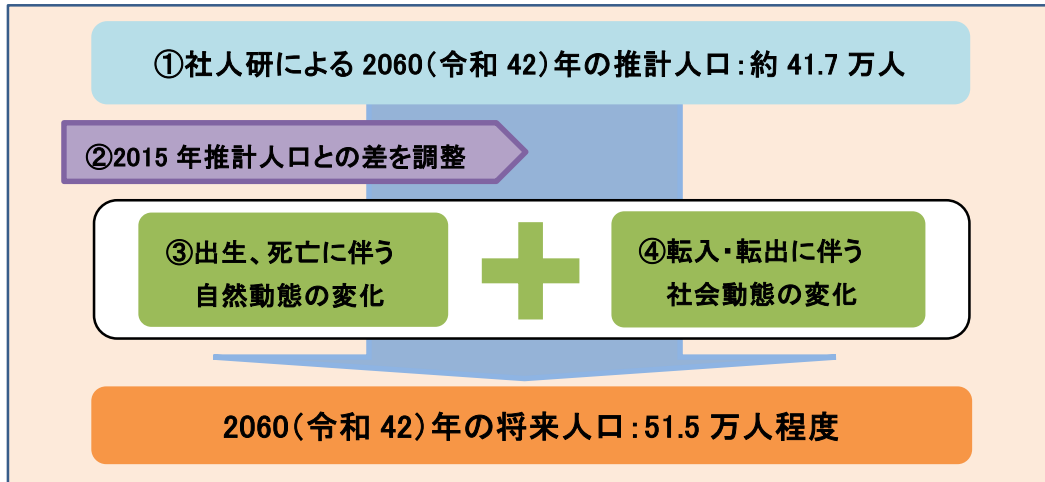 ①社人研による 2060（令和 42）年の推計人口：約 41.7 万人
②2015 年推計人口との差を調整
③出生、死亡に伴う
自然動態の変化
④転入・転出に伴う
社会動態の変化
2060（令和 42）年の将来人口：51.5 万人程度